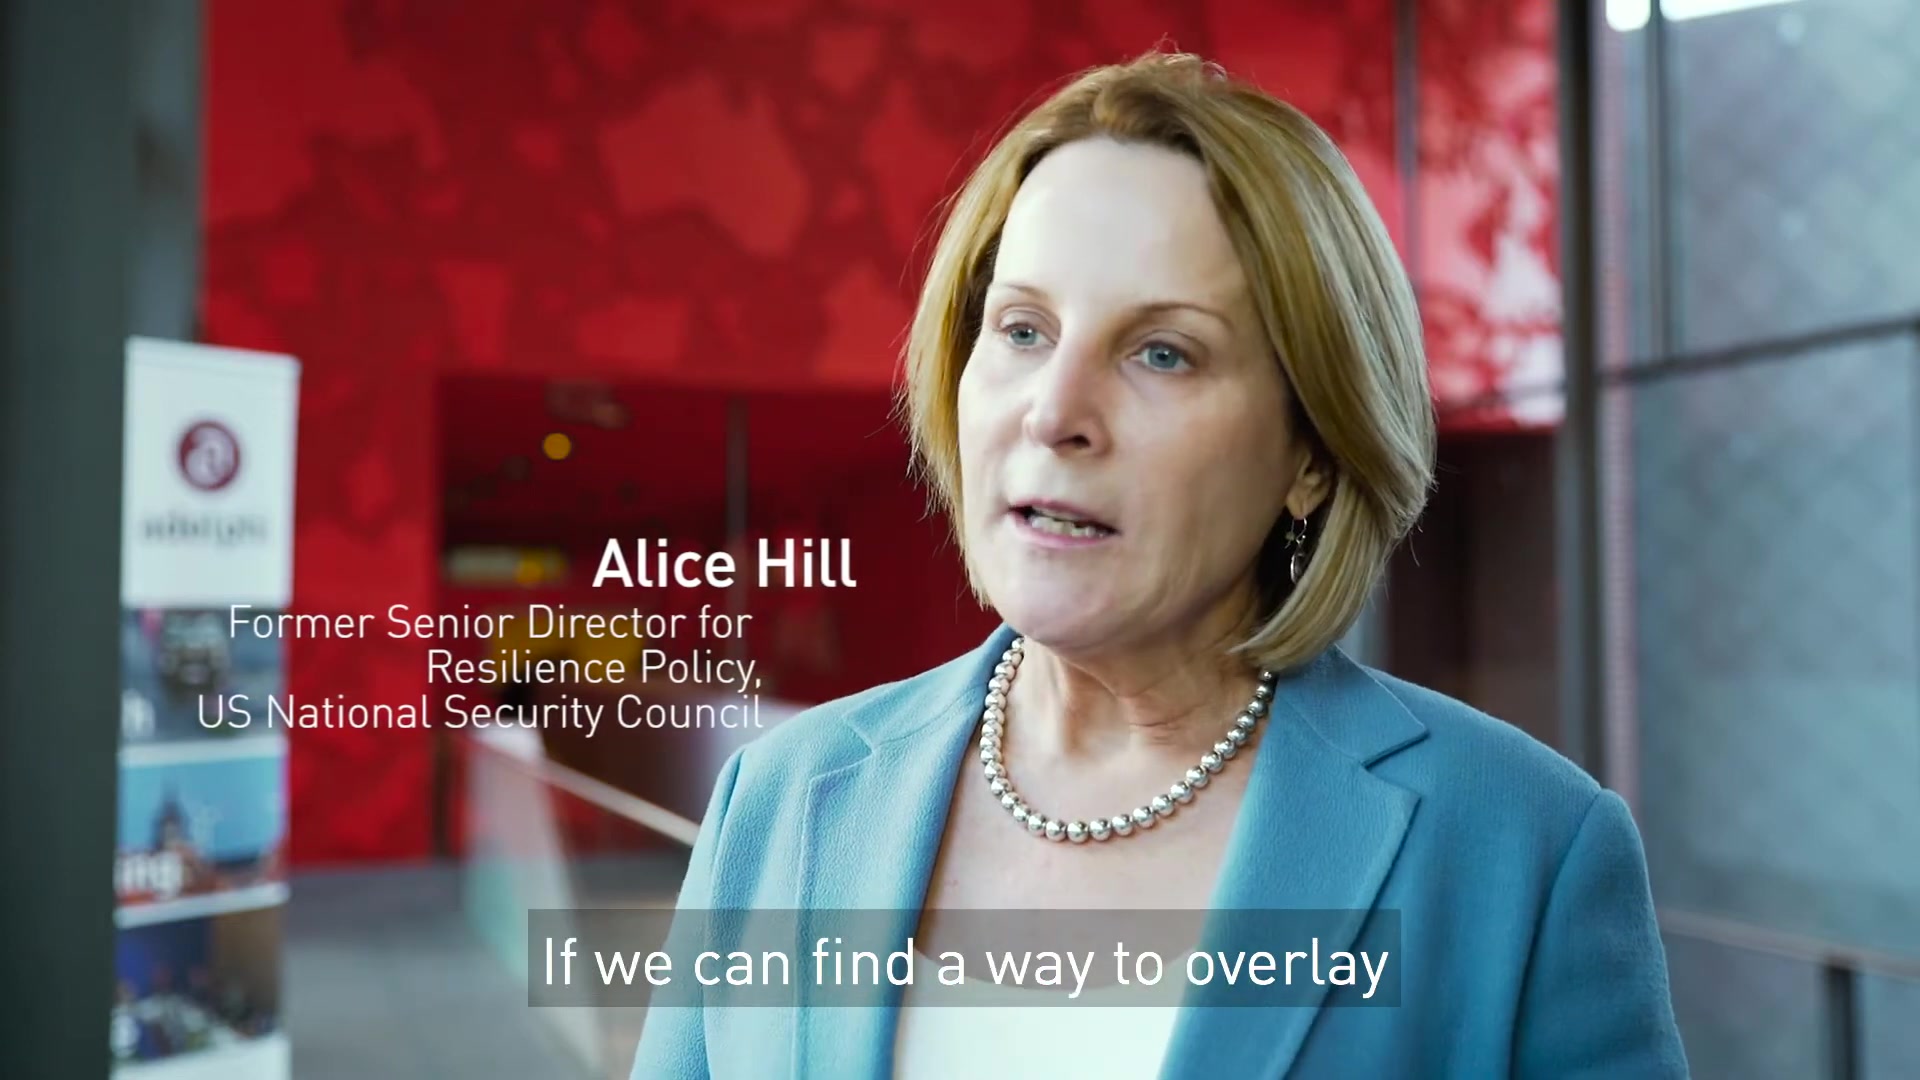 adelphi
Alice Hill
Former Senior Director for
Resilience Policy,
US National Security Council
If we can find a way to overlay